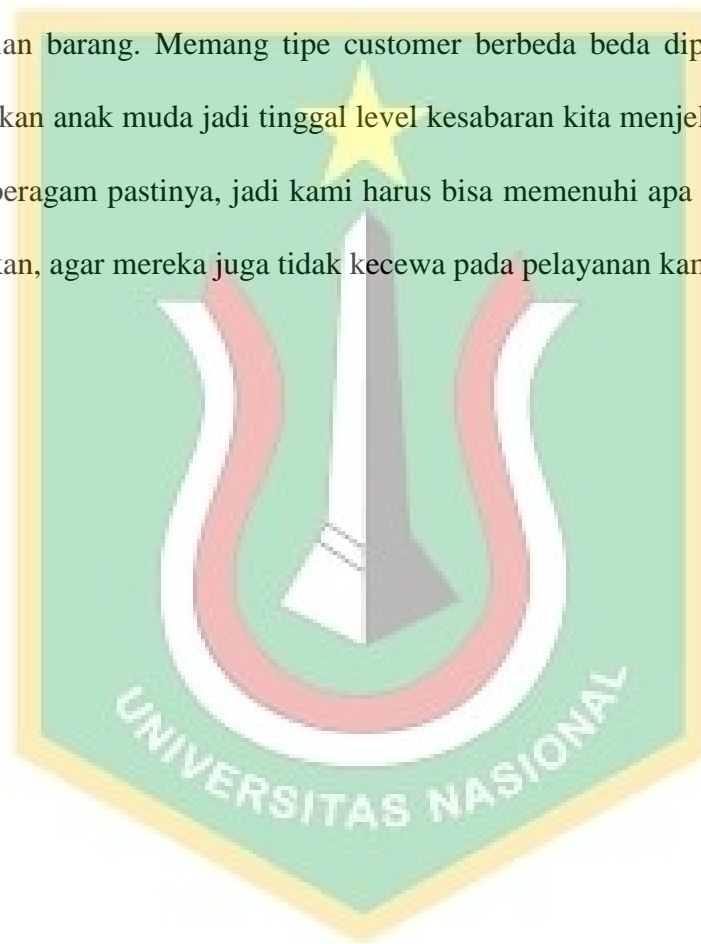 an barang. Memang tipe customer berbeda beda dip
kan anak muda jadi tinggal level kesabaran kita menjel
beragam pastinya, jadi kami harus bisa memenuhi apa
kan, agar mereka juga tidak kecewa pada pelayanan kam
UNIVERSITAS NASIONAL